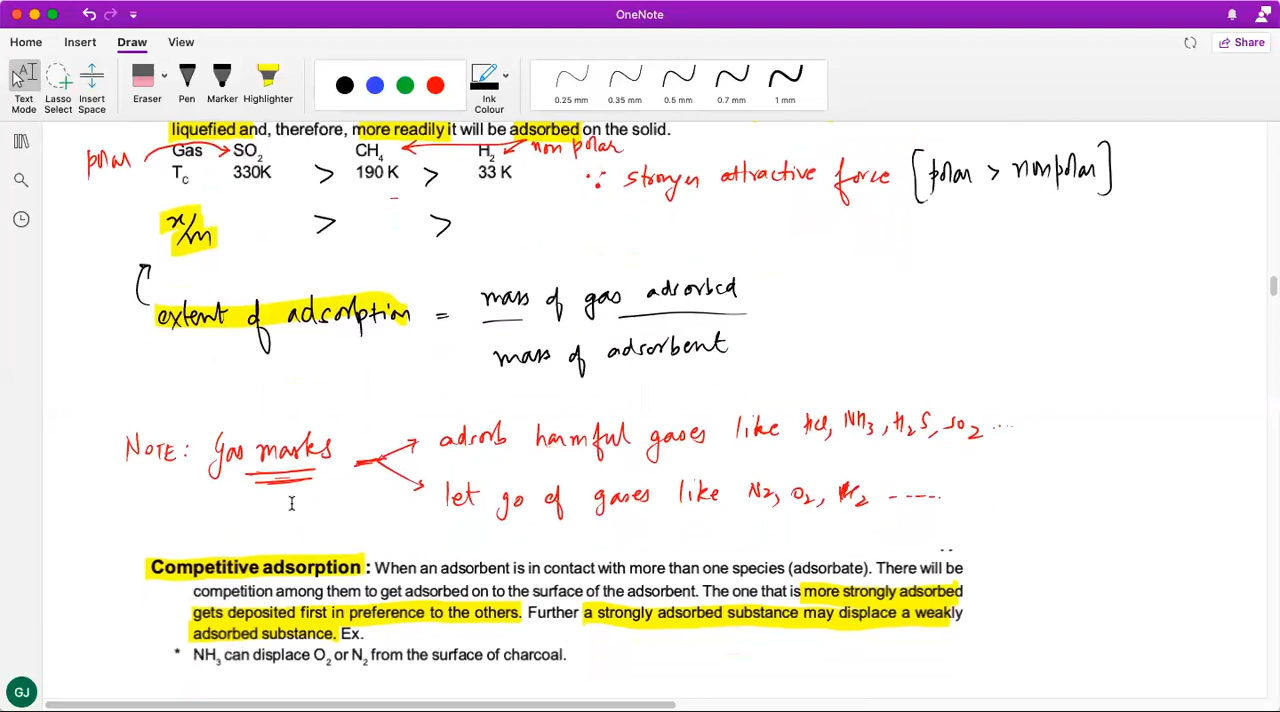 OneNote
Home Insert Draw View
Share
Text Mode
Lasso Select
Insert Space
Eraser
Pen
Marker
Highlighter
Ink Colour
0.25 mm 0.35 mm 0.5 mm 0.7 mm 1 mm
liquefied and, therefore, more readily it will be adsorbed on the solid.
polar Gas SO2 CH4 H2 non polar
TC 330K > 190 K > 33 K ∵ stronger attractive force [polar > nonpolar]
x/m > >
extent of adsorption = mass of gas adsorbed
mass of adsorbent
NOTE: Gas masks
adsorb harmful gases like HCl, NH3, H2S, SO2 ....
let go of gases like N2, O2, -----
Competitive adsorption : When an adsorbent is in contact with more than one species (adsorbate). There will be
competition among them to get adsorbed on to the surface of the adsorbent. The one that is more strongly adsorbed
gets deposited first in preference to the others. Further a strongly adsorbed substance may displace a weakly
adsorbed substance. Ex.
* NH3 can displace O2 or N2 from the surface of charcoal.
GJ